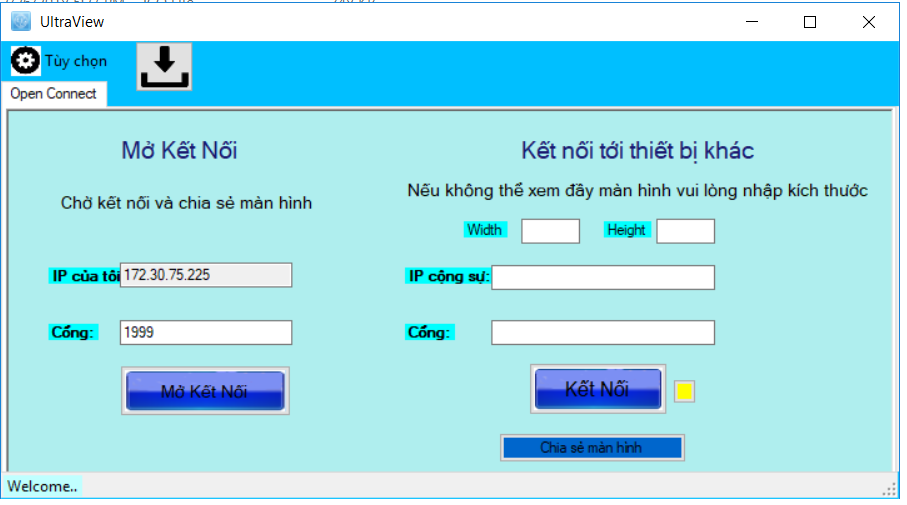 UltraView
Tùy chọn
Open Connect
Mở Kết Nối
Chờ kết nối và chia sẻ màn hình
IP của tôi
172.30.75.225
Cổng:
1999
Mở Kết Nối
Kết nối tới thiết bị khác
Nếu không thể xem đầy màn hình vui lòng nhập kích thước
Width
Height
IP cộng sự:
Cổng:
Kết Nối
Chia sẻ màn hình
Welcome..